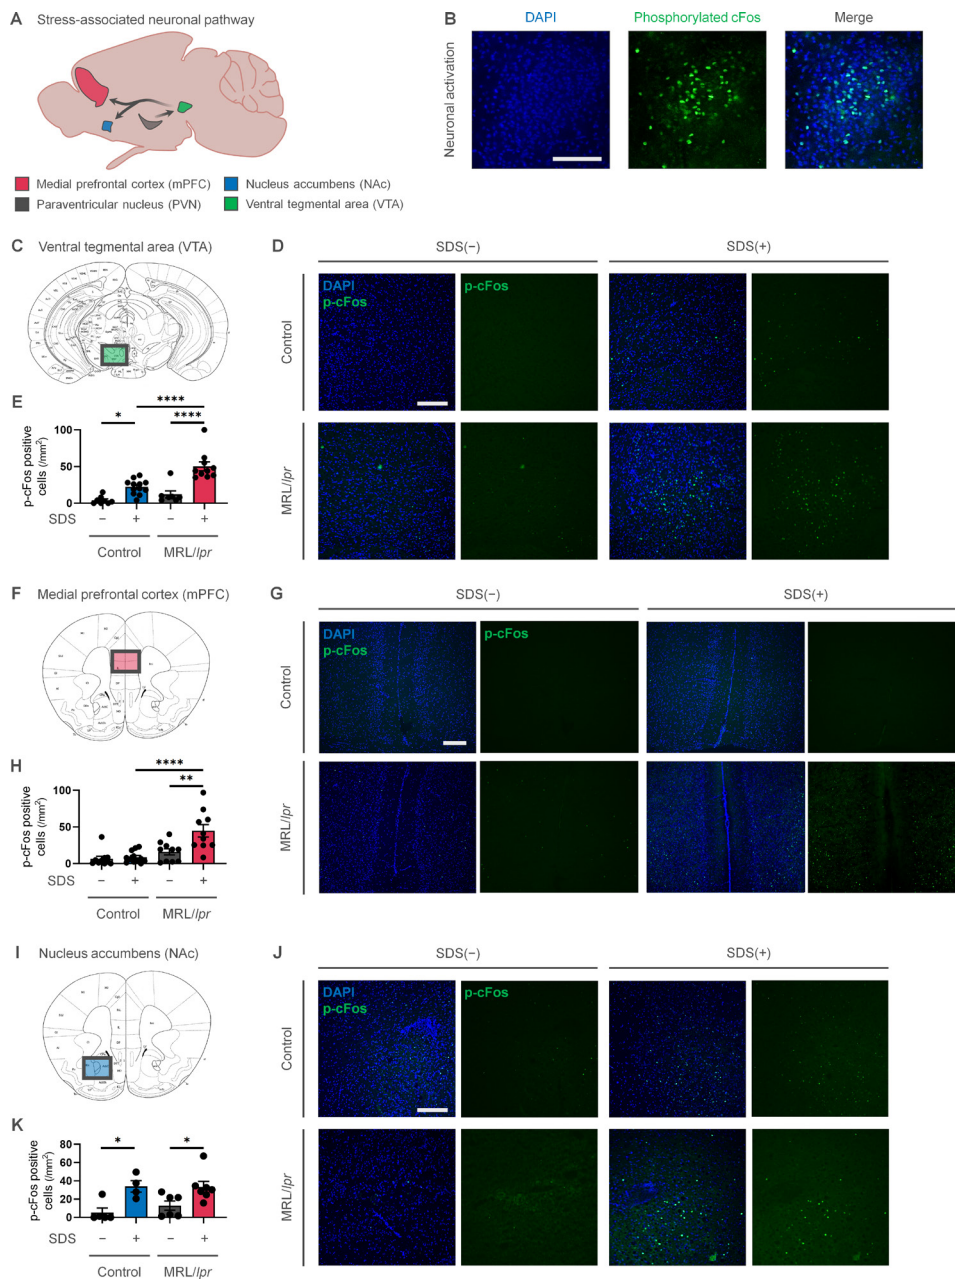 A Stress-associated neuronal pathway
Medial prefrontal cortex (mPFC)
Nucleus accumbens (NAc)
Paraventricular nucleus (PVN)
Ventral tegmental area (VTA)
B
DAPI
Phosphorylated cFos
Merge
Neuronal activation
C Ventral tegmental area (VTA)
D
SDS(−)
SDS(+)
Control
DAPI
p-cFos
p-cFos
MRL/lpr
E
p-cFos positive
cells (/mm²)
100
50
0
*
****
****
SDS − + − +
Control MRL/lpr
F Medial prefrontal cortex (mPFC)
G
SDS(−)
SDS(+)
Control
DAPI
p-cFos
p-cFos
MRL/lpr
H
p-cFos positive
cells (/mm²)
100
50
0
****
**
SDS − + − +
Control MRL/lpr
I Nucleus accumbens (NAc)
J
SDS(−)
SDS(+)
Control
DAPI
p-cFos
p-cFos
MRL/lpr
K
p-cFos positive
cells (/mm²)
80
60
40
20
0
* *
SDS − + − +
Control MRL/lpr